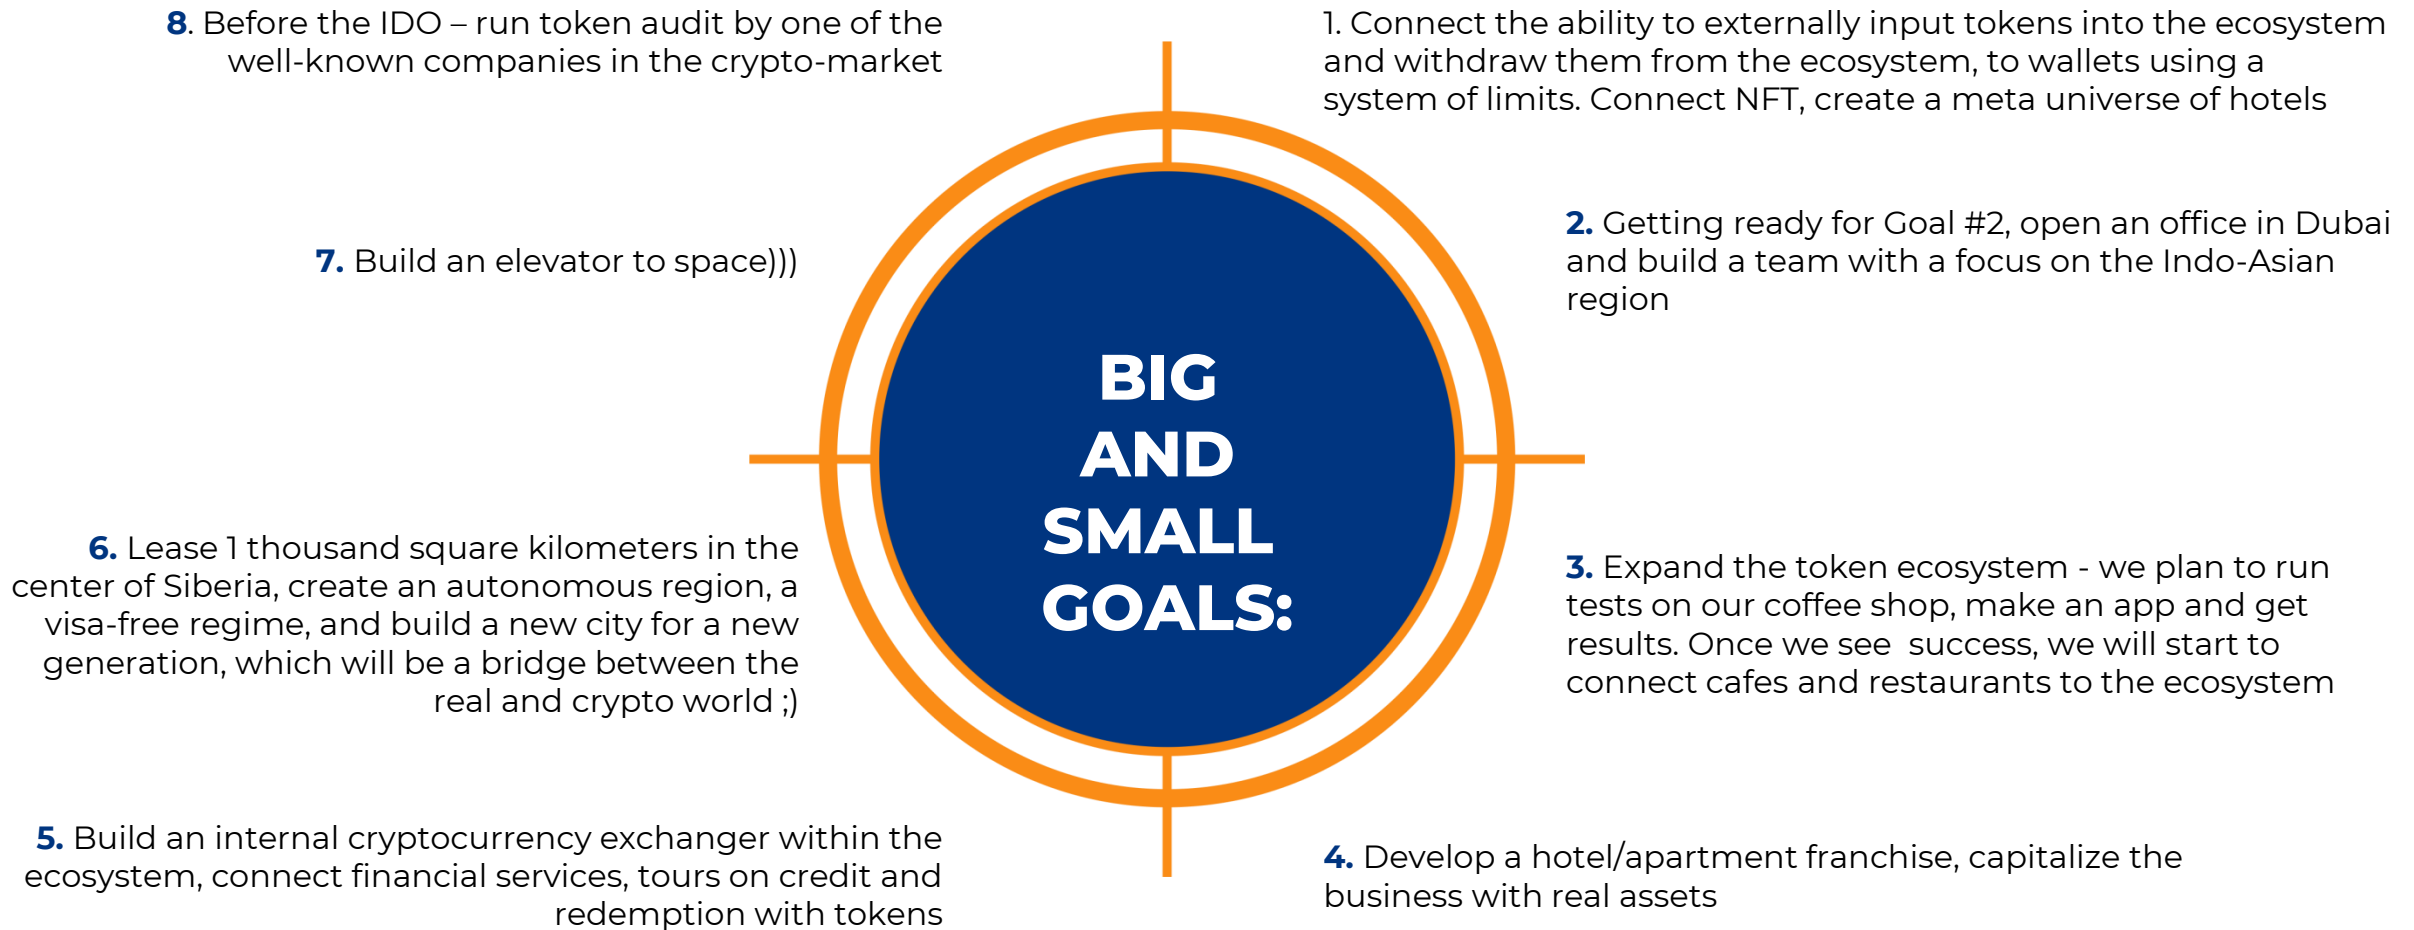 BIG
AND
SMALL
GOALS:
1. Connect the ability to externally input tokens into the ecosystem
and withdraw them from the ecosystem, to wallets using a
system of limits. Connect NFT, create a meta universe of hotels
2. Getting ready for Goal #2, open an office in Dubai
and build a team with a focus on the Indo-Asian
region
3. Expand the token ecosystem - we plan to run
tests on our coffee shop, make an app and get
results. Once we see  success, we will start to
connect cafes and restaurants to the ecosystem
4. Develop a hotel/apartment franchise, capitalize the
business with real assets
5. Build an internal cryptocurrency exchanger within the
ecosystem, connect financial services, tours on credit and
redemption with tokens
6. Lease 1 thousand square kilometers in the
center of Siberia, create an autonomous region, a
visa-free regime, and build a new city for a new
generation, which will be a bridge between the
real and crypto world ;)
7. Build an elevator to space)))
8. Before the IDO – run token audit by one of the
well-known companies in the crypto-market